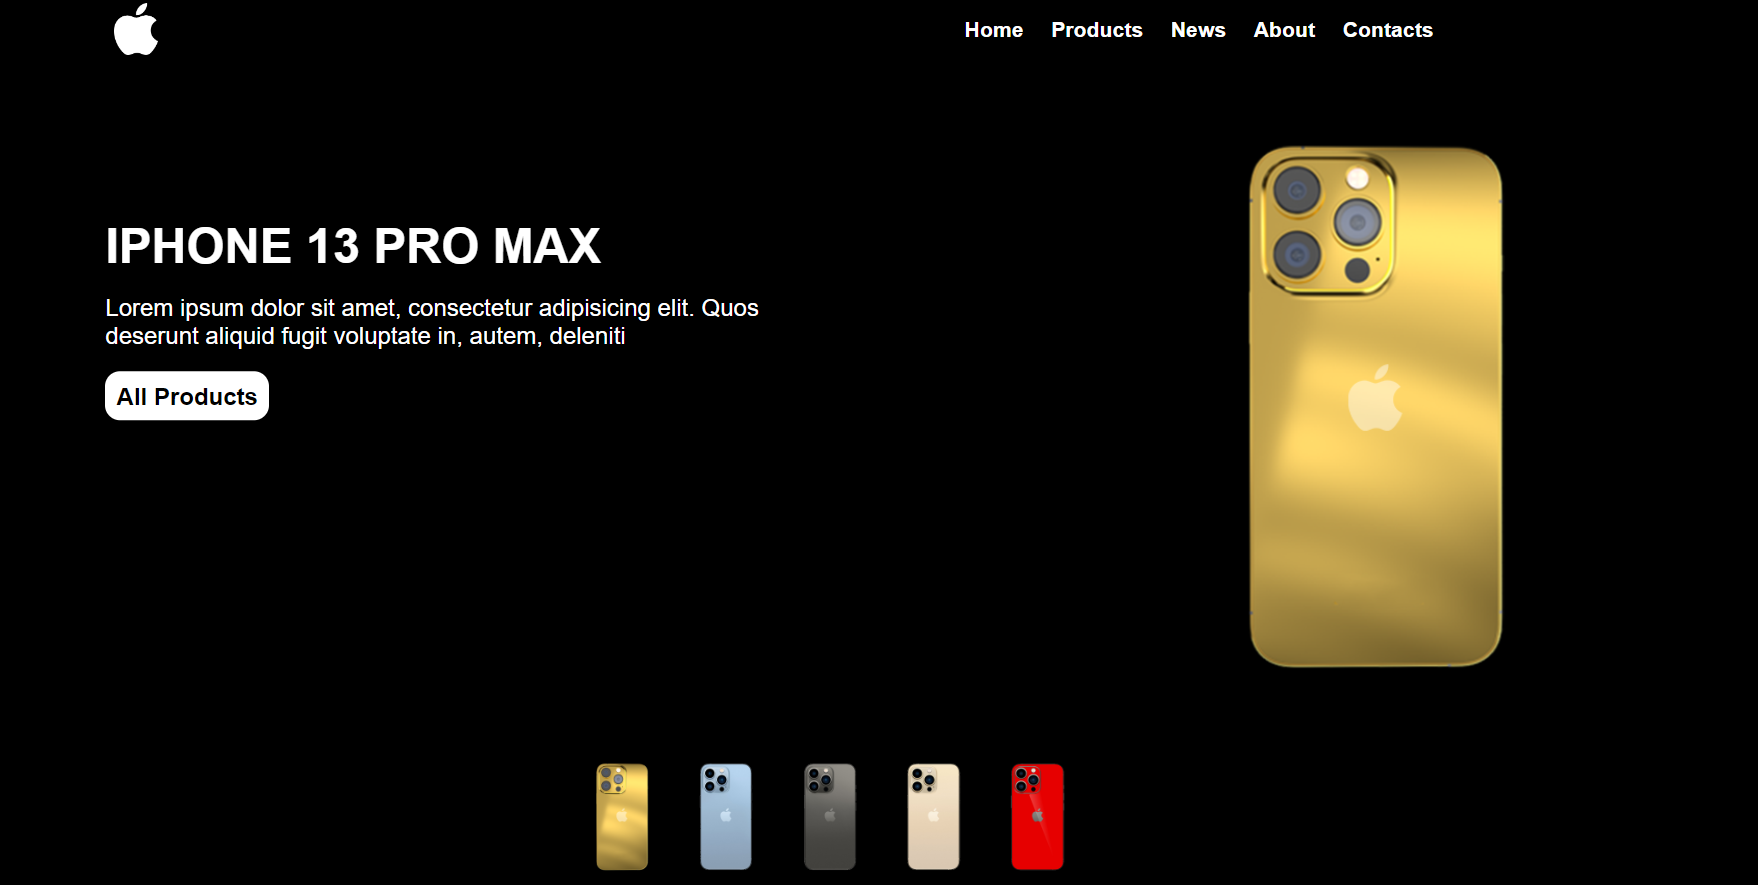 Home Products News About Contacts
IPHONE 13 PRO MAX
Lorem ipsum dolor sit amet, consectetur adipisicing elit. Quos
deserunt aliquid fugit voluptate in, autem, deleniti
All Products